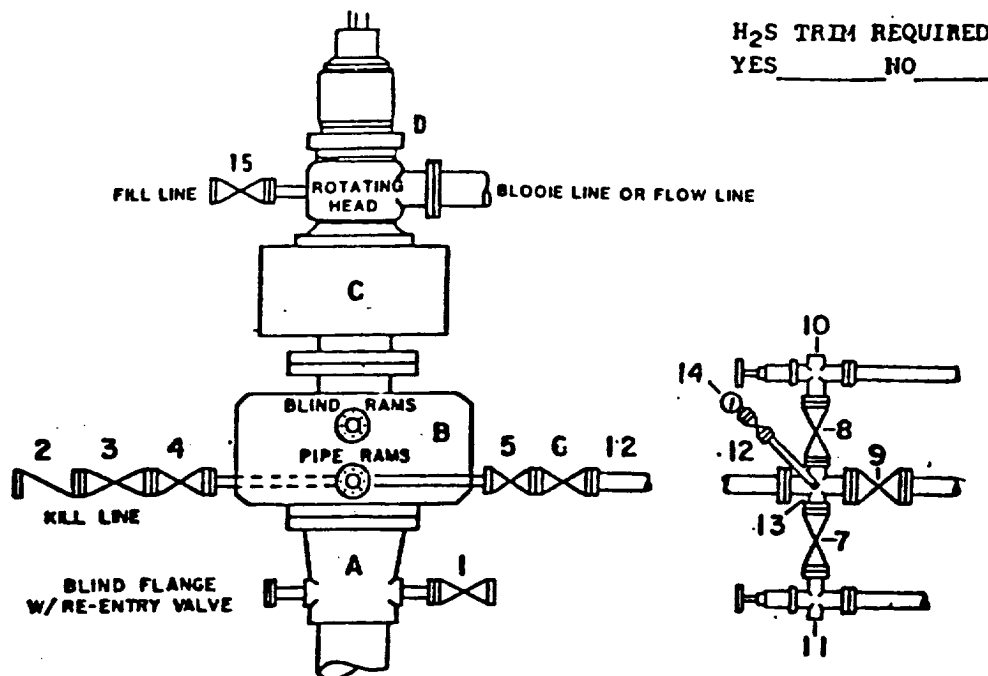 H₂S TRIM REQUIRED
YES________NO______
D
15
FILL LINE
ROTATING
HEAD
BLOOIE LINE OR FLOW LINE
C
BLIND RAMS
B
PIPE RAMS
2 3 4
5 6 12
KILL LINE
A
1
BLIND FLANGE
W/RE-ENTRY VALVE
10
14
8
12
9
13
7
11